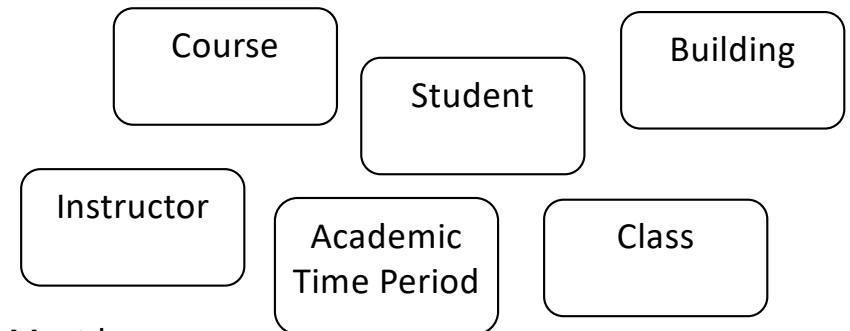 Course
Student
Building
Instructor
Academic
Time Period
Class